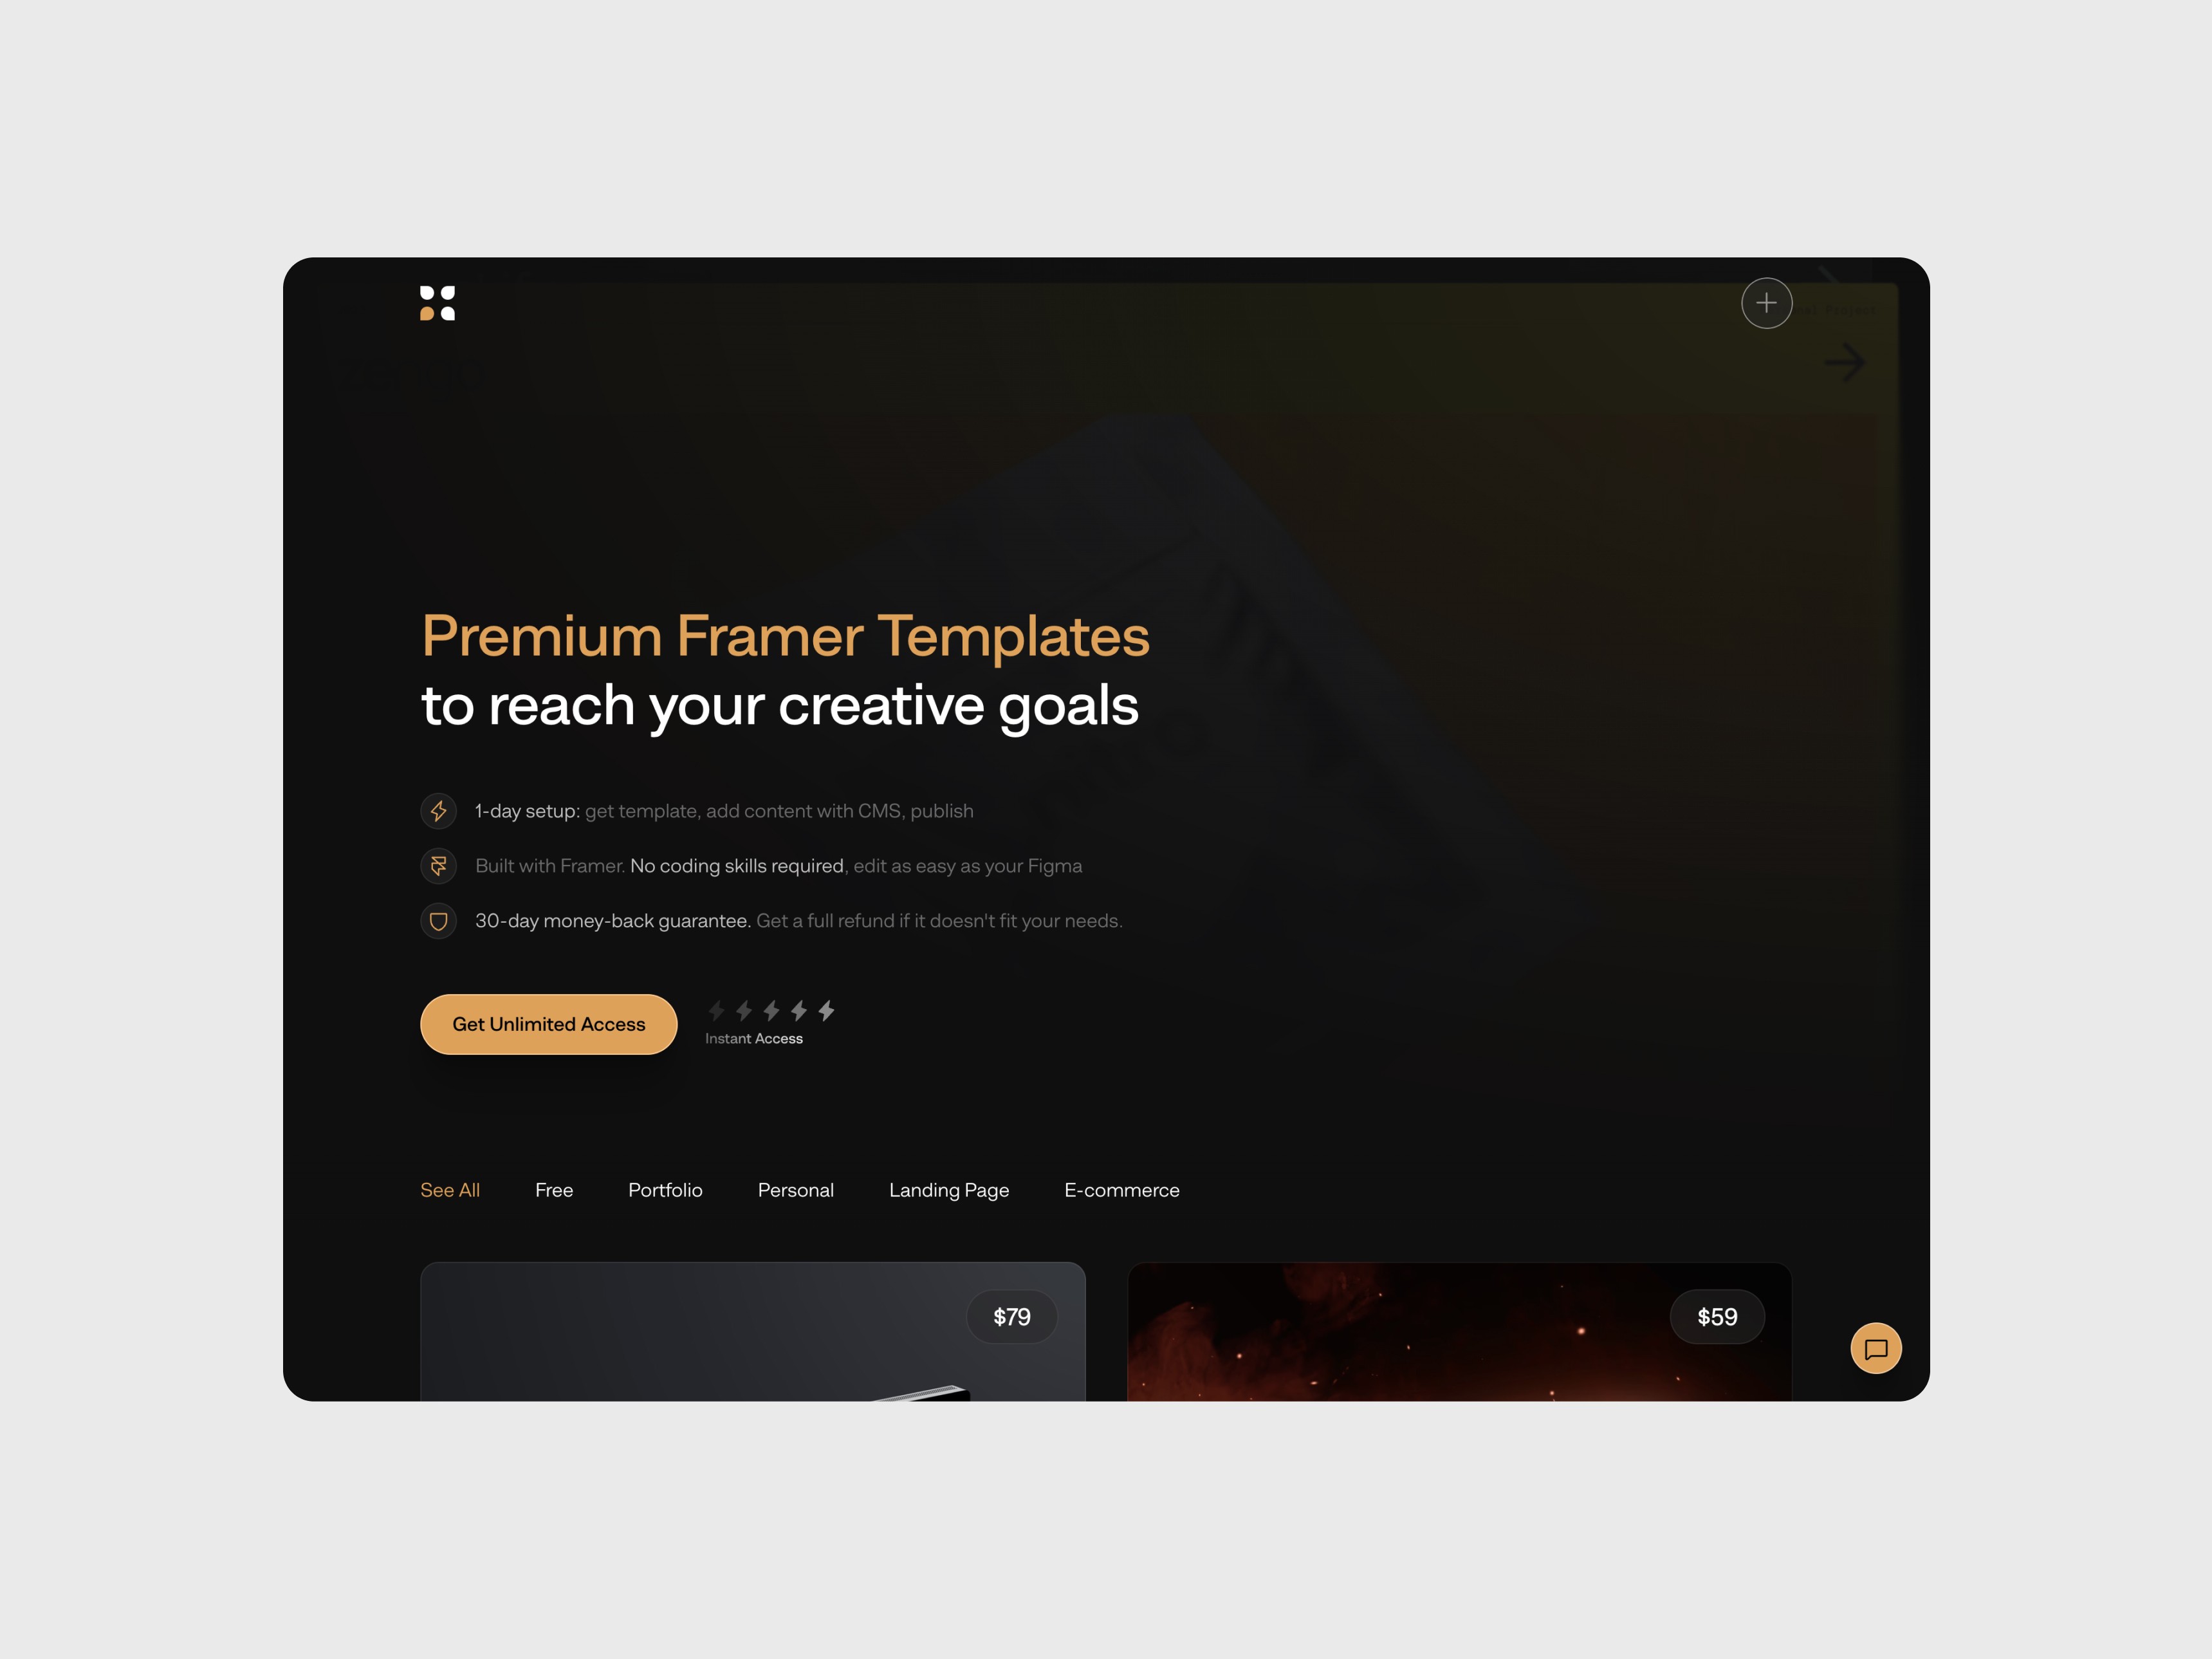 Premium Framer Templates
to reach your creative goals
1-day setup: get template, add content with CMS, publish
Built with Framer. No coding skills required, edit as easy as your Figma
30-day money-back guarantee. Get a full refund if it doesn't fit your needs.
Get Unlimited Access
Instant Access
See All
Free
Portfolio
Personal
Landing Page
E-commerce
$79
$59